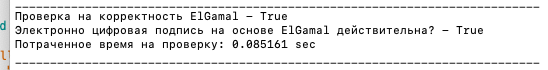 Проверка на корректность ElGamal - True
Электронно цифровая подпись на основе ElGamal действительна? - True
Потраченное время на проверку: 0.085161 sec